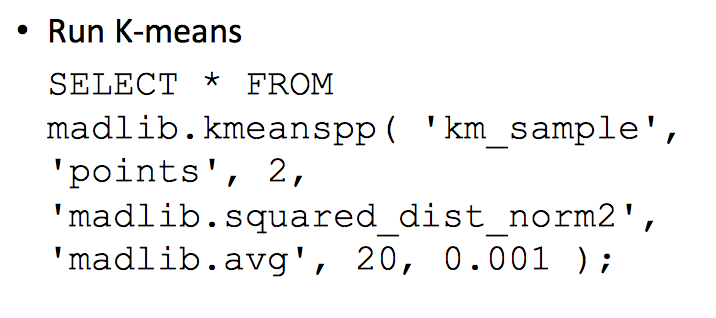 • Run K-means
SELECT * FROM
madlib.kmeanspp( 'km_sample',
'points', 2,
'madlib.squared_dist_norm2',
'madlib.avg', 20, 0.001 );